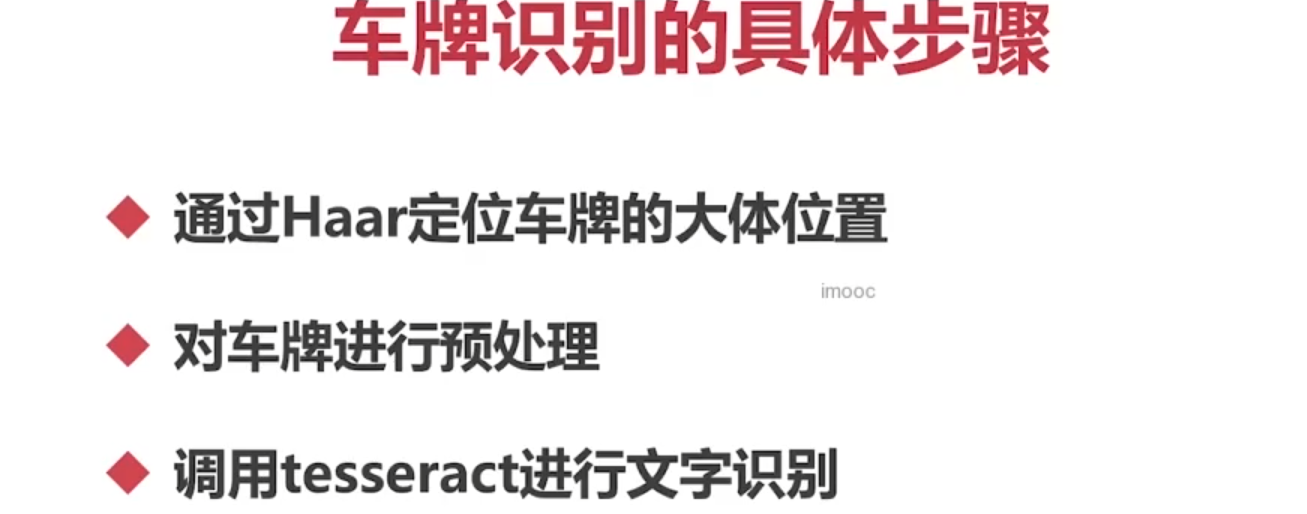 车牌识别的具体步骤
通过Haar定位车牌的大体位置
imooc
对车牌进行预处理
调用tesseract进行文字识别